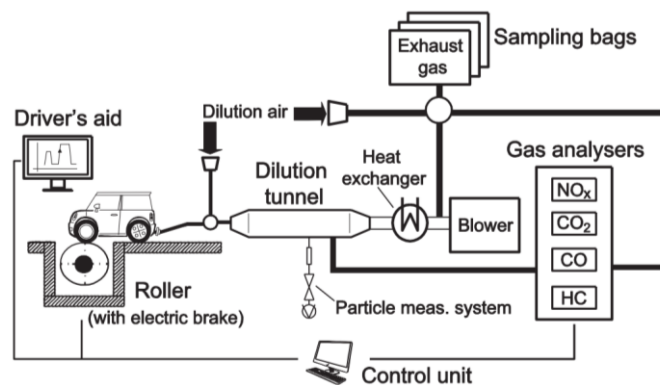 Exhaust
gas
Sampling bags
Dilution air
Driver's aid
Heat
exchanger
Gas analysers
Dilution
tunnel
NOX
CO2
CO
HC
Blower
Roller
(with electric brake)
Particle meas. system
Control unit